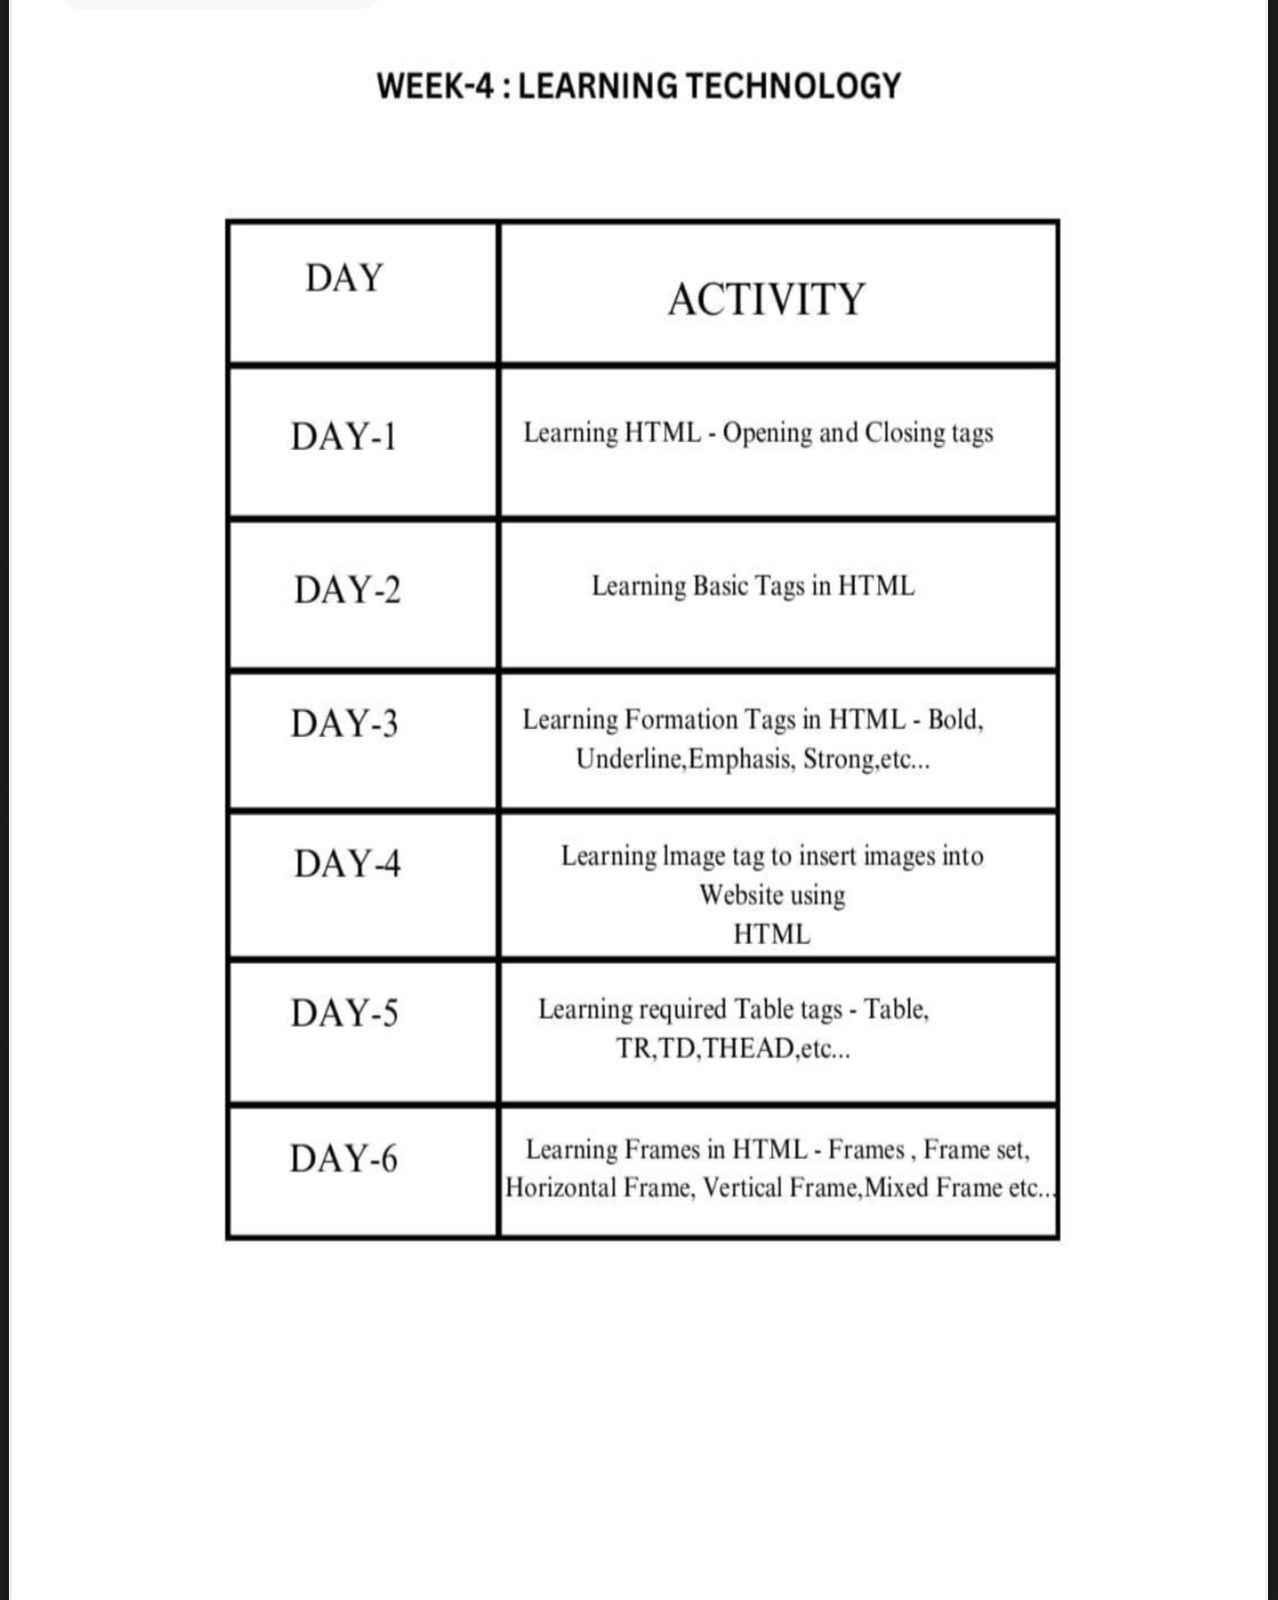 WEEK-4 : LEARNING TECHNOLOGY
DAY
ACTIVITY
DAY-1
Learning HTML - Opening and Closing tags
DAY-2
Learning Basic Tags in HTML
DAY-3
Learning Formation Tags in HTML - Bold,
Underline,Emphasis, Strong,etc...
DAY-4
Learning lmage tag to insert images into
Website using
HTML
DAY-5
Learning required Table tags - Table,
TR,TD,THEAD,etc...
DAY-6
Learning Frames in HTML - Frames , Frame set,
Horizontal Frame, Vertical Frame,Mixed Frame etc...